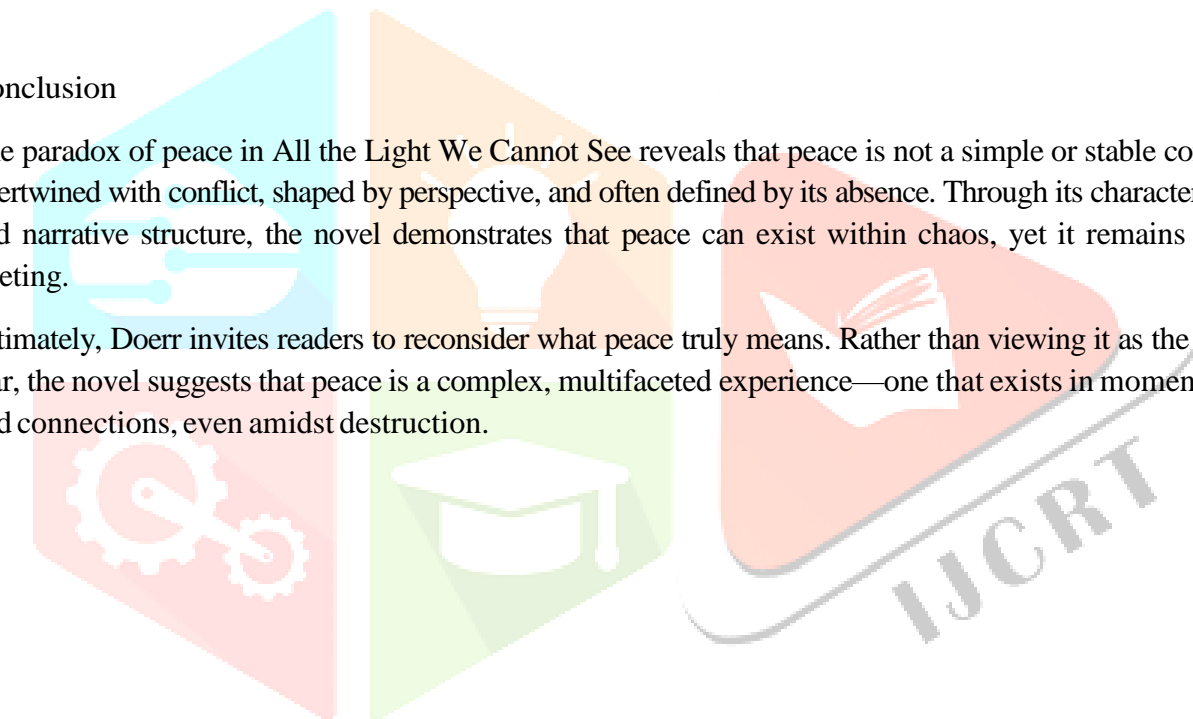 onclusion
e paradox of peace in All the Light We Cannot See reveals that peace is not a simple or stable co
ertwined with conflict, shaped by perspective, and often defined by its absence. Through its character
d narrative structure, the novel demonstrates that peace can exist within chaos, yet it remains
eting.
timately, Doerr invites readers to reconsider what peace truly means. Rather than viewing it as the
ar, the novel suggests that peace is a complex, multifaceted experience—one that exists in momen
d connections, even amidst destruction.
IJCRT